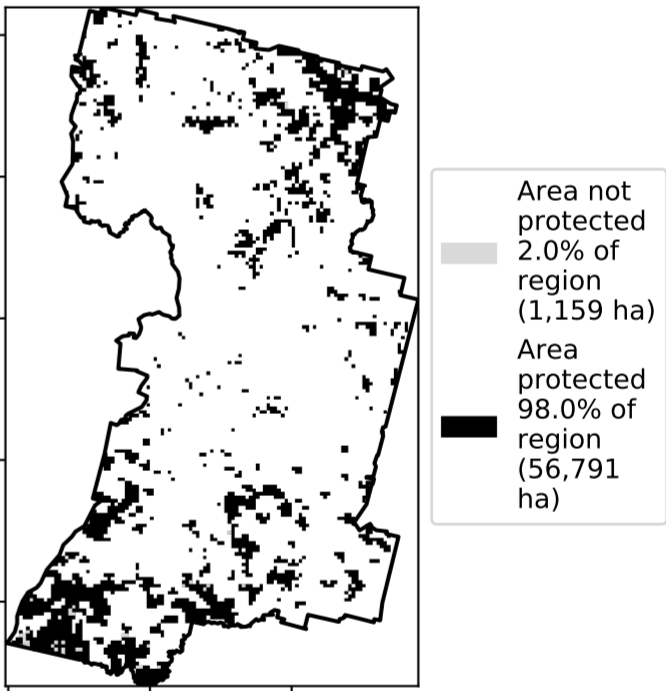 Area not
protected
2.0% of
region
(1,159 ha)
Area
protected
98.0% of
region
(56,791
ha)